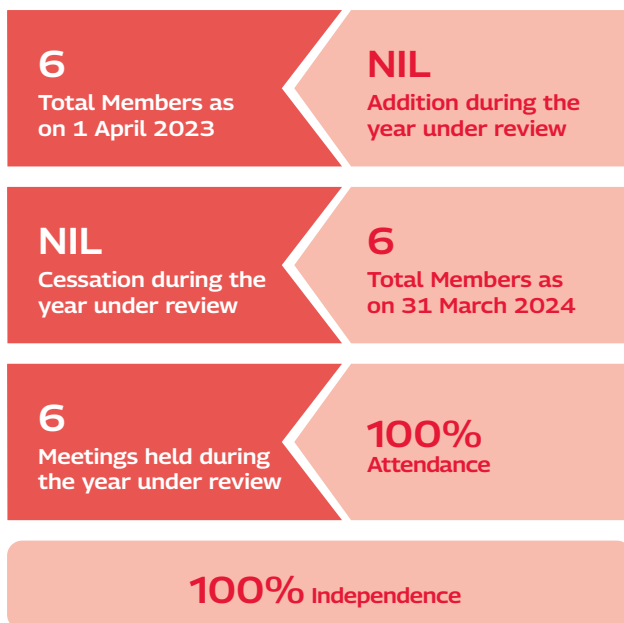 6
Total Members as
on 1 April 2023
NIL
Addition during the
year under review
NIL
Cessation during the
year under review
6
Total Members as
on 31 March 2024
6
Meetings held during
the year under review
100%
Attendance
100% Independence